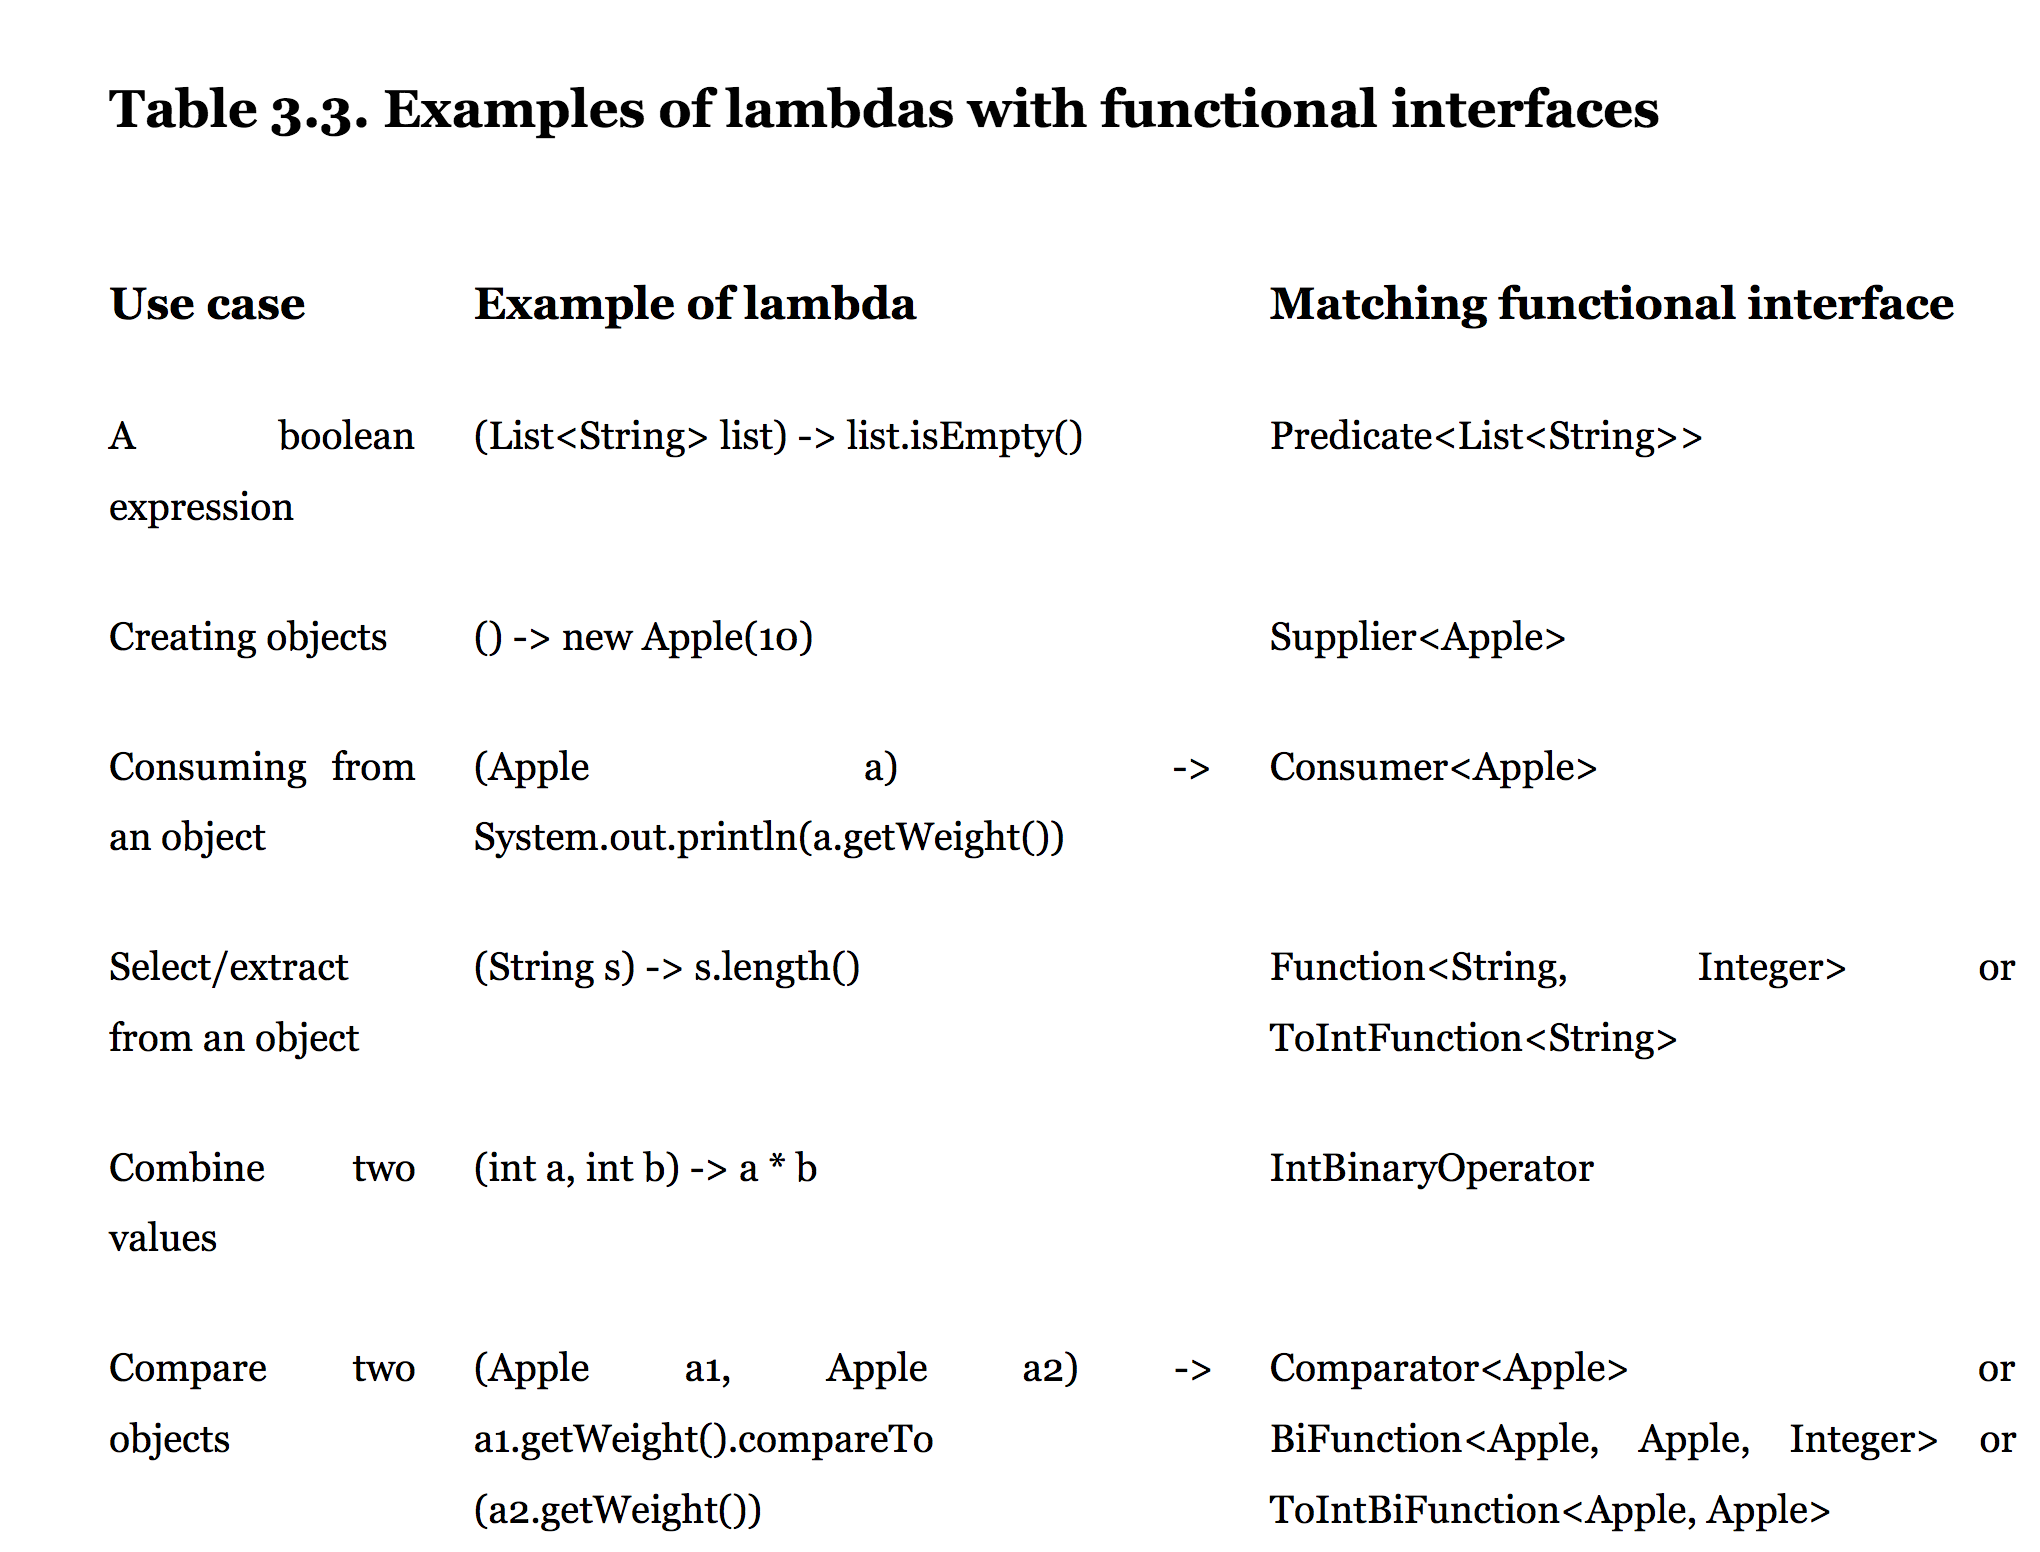 Table 3.3. Examples of lambdas with functional interfaces
Use case Example of lambda Matching functional interface
A boolean (List<String> list) -> list.isEmpty() Predicate<List<String>>
expression
Creating objects () -> new Apple(10) Supplier<Apple>
Consuming from (Apple a) -> Consumer<Apple>
an object System.out.println(a.getWeight())
Select/extract (String s) -> s.length() Function<String, Integer> or
from an object ToIntFunction<String>
Combine two (int a, int b) -> a * b IntBinaryOperator
values
Compare two (Apple a1, Apple a2) -> Comparator<Apple> or
objects a1.getWeight().compareTo BiFunction<Apple, Apple, Integer> or
(a2.getWeight()) ToIntBiFunction<Apple, Apple>